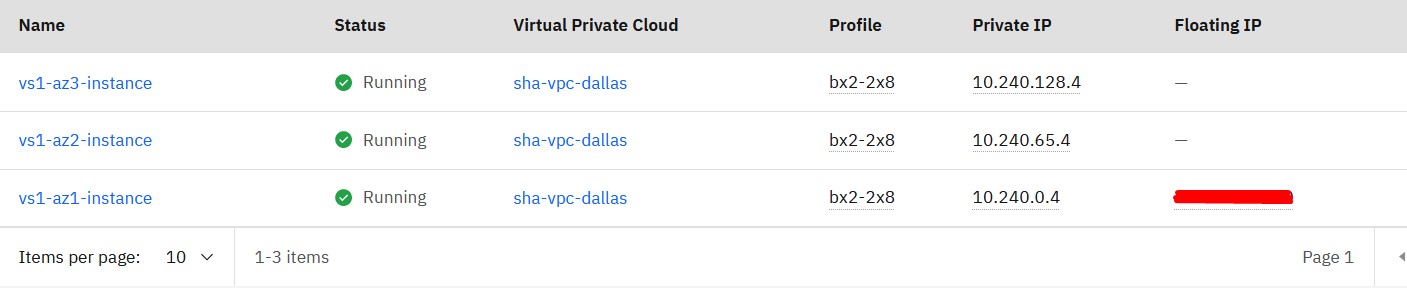 Name Status Virtual Private Cloud Profile Private IP Floating IP
vs1-az3-instance Running sha-vpc-dallas bx2-2x8 10.240.128.4 —
vs1-az2-instance Running sha-vpc-dallas bx2-2x8 10.240.65.4 —
vs1-az1-instance Running sha-vpc-dallas bx2-2x8 10.240.0.4
Items per page: 10 1-3 items Page 1